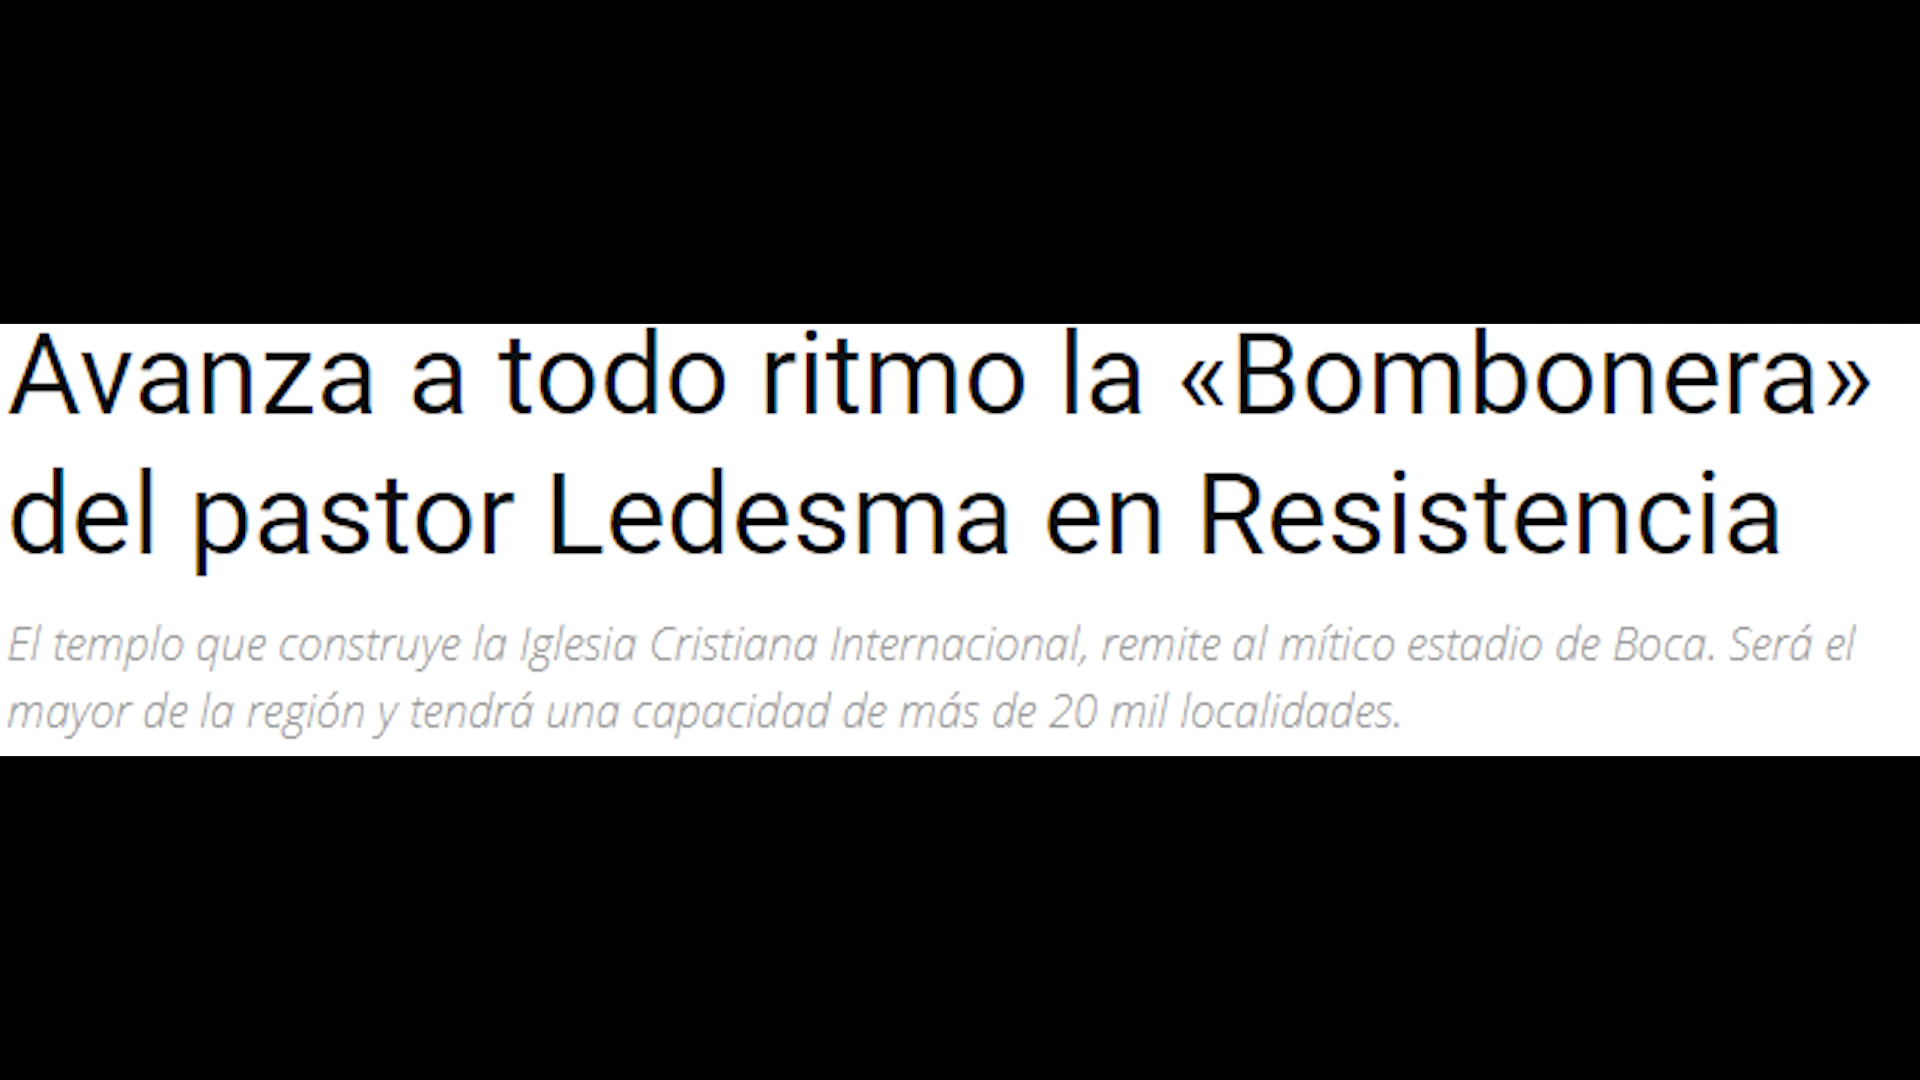 Avanza a todo ritmo la «Bombonera»
del pastor Ledesma en Resistencia
El templo que construye la Iglesia Cristiana Internacional, remite al mítico estadio de Boca. Será el
mayor de la región y tendrá una capacidad de más de 20 mil localidades.